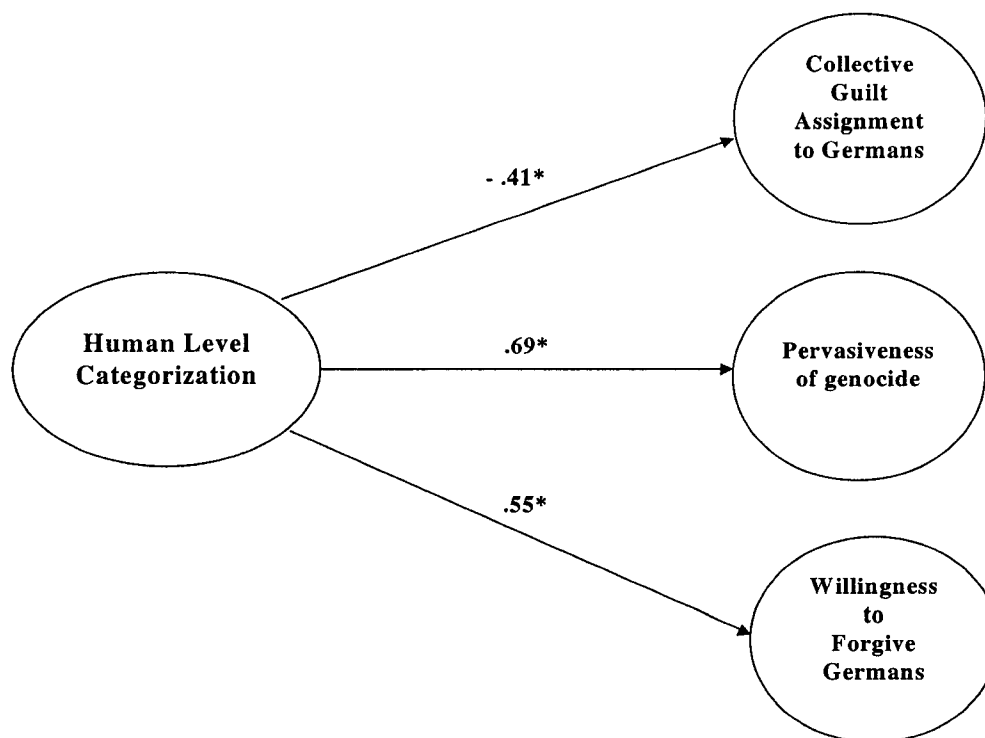 Collective
Guilt
Assignment
to Germans
- .41*
Human Level
Categorization
.69*
Pervasiveness
of genocide
.55*
Willingness
to
Forgive
Germans